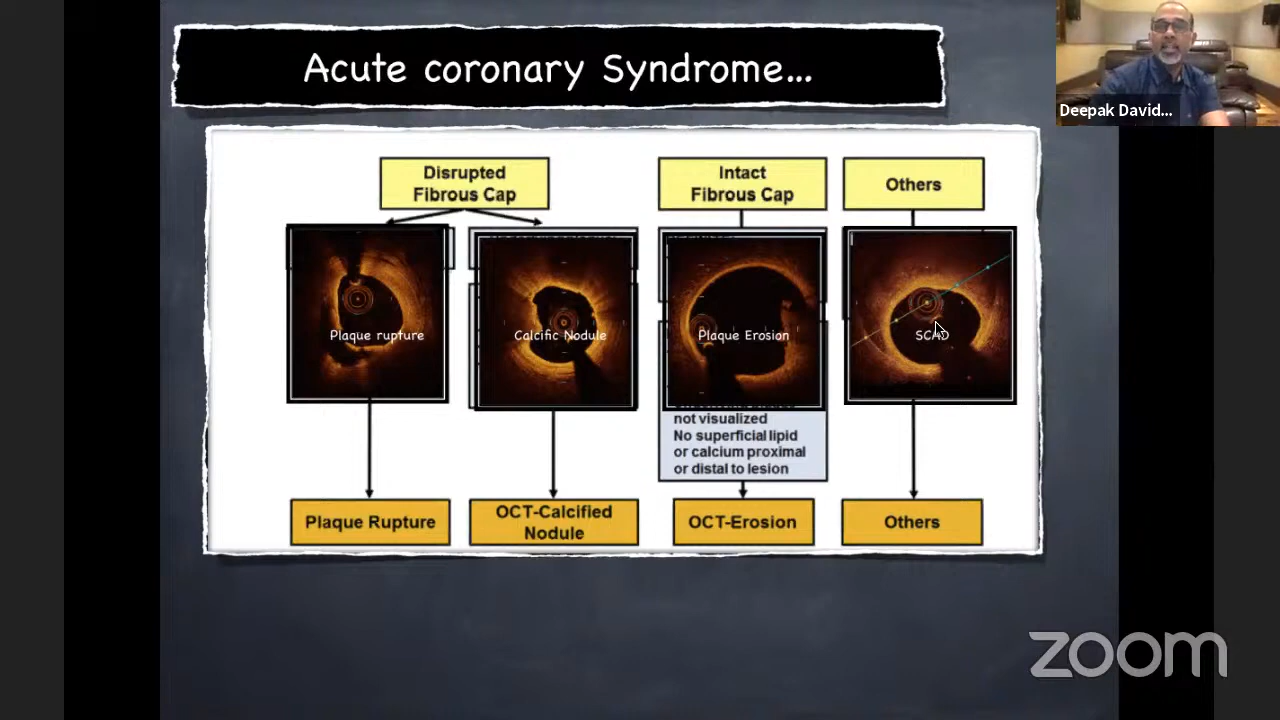 Acute coronary Syndrome...
Deepak David...
Disrupted
Fibrous Cap
Intact
Fibrous Cap
Others
Plaque rupture
Calcific Nodule
Plaque Erosion
SCAD
not visualized
No superficial lipid
or calcium proximal
or distal to lesion
Plaque Rupture
OCT-Calcified
Nodule
OCT-Erosion
Others
zoom